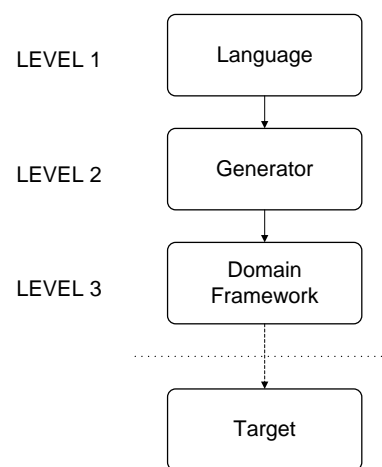 LEVEL 1
Language
LEVEL 2
Generator
LEVEL 3
Domain
Framework
Target